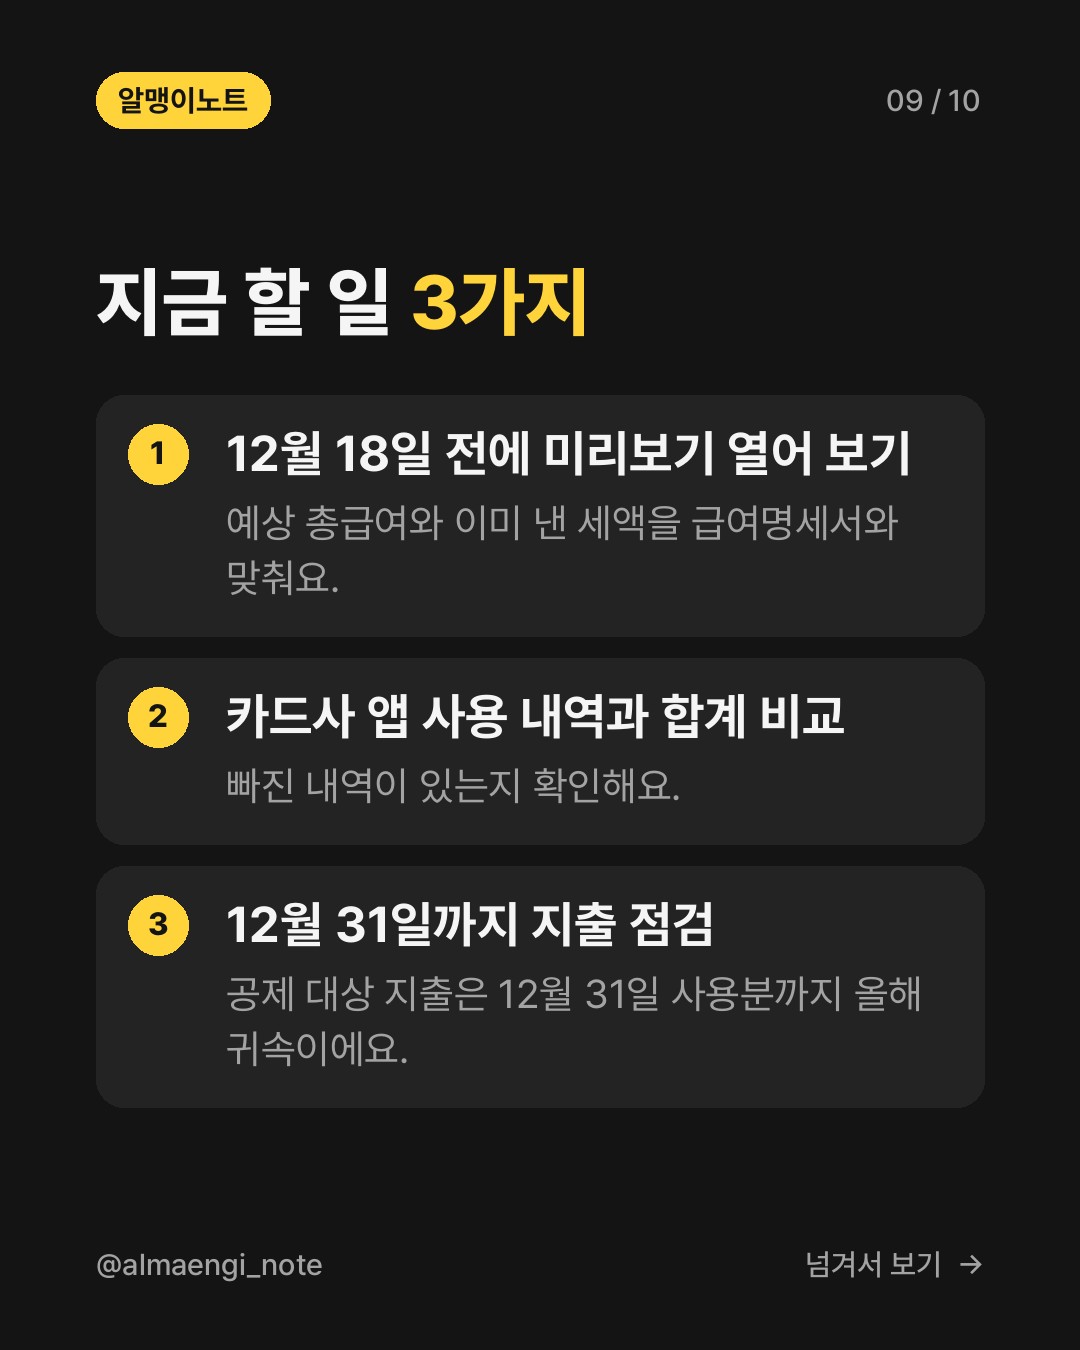 알맹이노트
09 / 10
지금 할 일 3가지
1
12월 18일 전에 미리보기 열어 보기
예상 총급여와 이미 낸 세액을 급여명세서와
맞춰요.
2
카드사 앱 사용 내역과 합계 비교
빠진 내역이 있는지 확인해요.
3
12월 31일까지 지출 점검
공제 대상 지출은 12월 31일 사용분까지 올해
귀속이에요.
@almaengi_note
넘겨서 보기 →